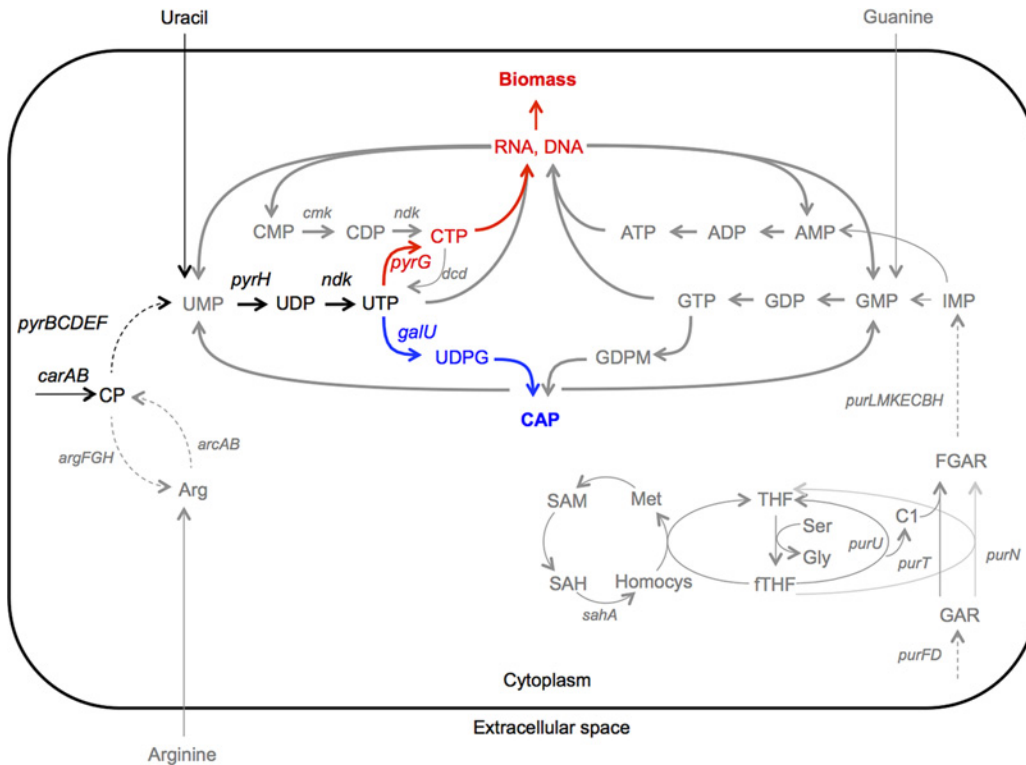 Uracil
Guanine
Biomass
RNA, DNA
cmk
ndk
CMP
CDP
CTP
ATP
ADP
AMP
pyrG
dcd
pyrH
ndk
UMP
UDP
UTP
GTP
GDP
GMP
IMP
pyrBCDEF
galU
UDPG
GDPM
carAB
CP
CAP
purLMKECBH
argFGH
arcAB
Arg
FGAR
SAM
Met
THF
C1
Ser
purU
Gly
purT
purN
SAH
Homocys
fTHF
sahA
GAR
purFD
Cytoplasm
Extracellular space
Arginine